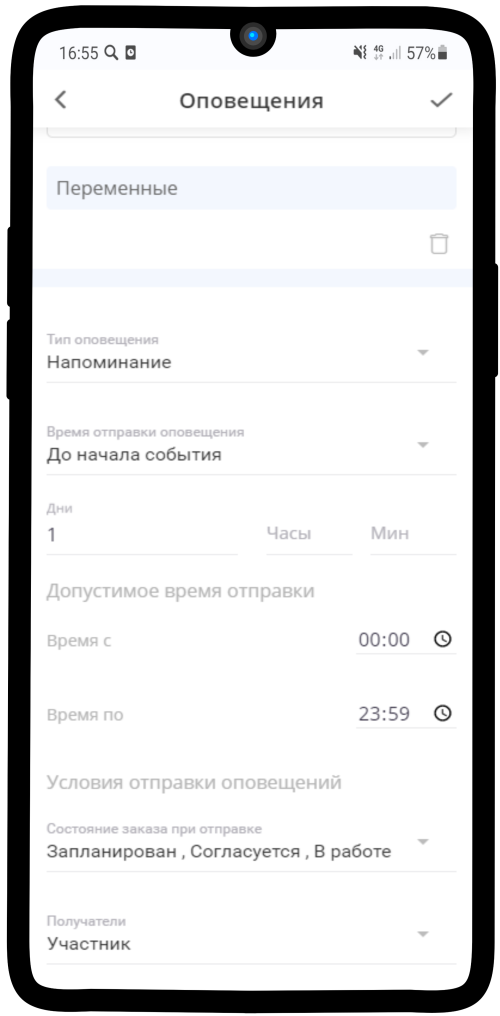 16:55 4G 57%
Оповещения
Переменные
Тип оповещения
Напоминание
Время отправки оповещения
До начала события
Дни
1 Часы Мин
Допустимое время отправки
Время с 00:00
Время по 23:59
Условия отправки оповещений
Состояние заказа при отправке
Запланирован , Согласуется , В работе
Получатели
Участник